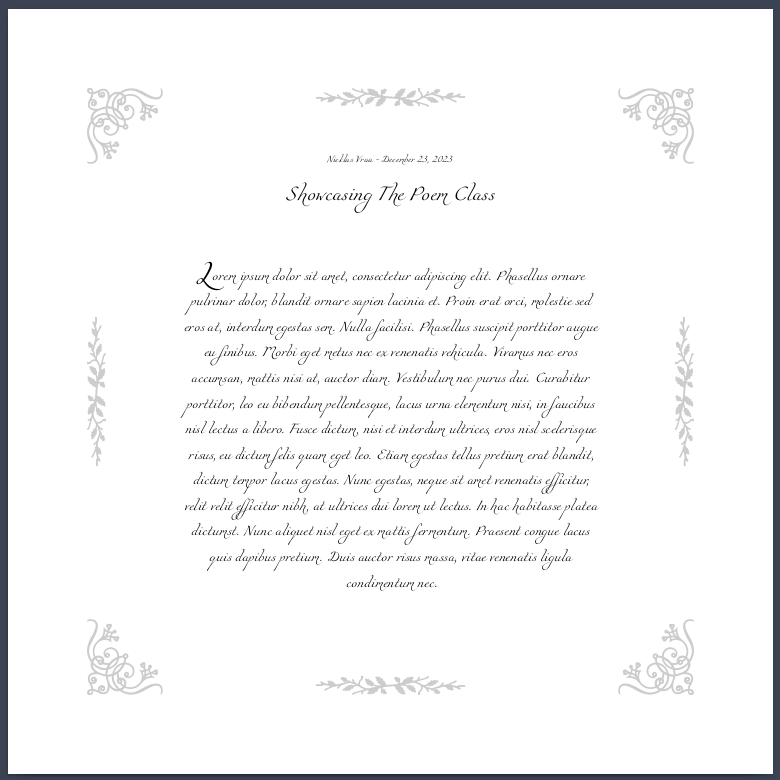 Nicklas Vraa - December 23, 2023
Showcasing The Poem Class
Lorem ipsum dolor sit amet, consectetur adipiscing elit. Phasellus ornare
pulvinar dolor, blandit ornare sapien lacinia et. Proin erat orci, molestie sed
eros at, interdum egestas sem. Nulla facilisi. Phasellus suscipit porttitor augue
eu finibus. Morbi eget metus nec ex venenatis vehicula. Vivamus nec eros
accumsan, mattis nisi at, auctor diam. Vestibulum nec purus dui. Curabitur
porttitor, leo eu bibendum pellentesque, lacus urna elementum nisi, in faucibus
nisl lectus a libero. Fusce dictum, nisi et interdum ultrices, eros nisl scelerisque
risus, eu dictum felis quam eget leo. Etiam egestas tellus pretium erat blandit,
dictum tempor lacus egestas. Nunc egestas, neque sit amet venenatis efficitur,
velit velit efficitur nibh, at ultrices dui lorem ut lectus. In hac habitasse platea
dictumst. Nunc aliquet nisl eget ex mattis fermentum. Praesent congue lacus
quis dapibus pretium. Duis auctor risus massa, vitae venenatis ligula
condimentum nec.